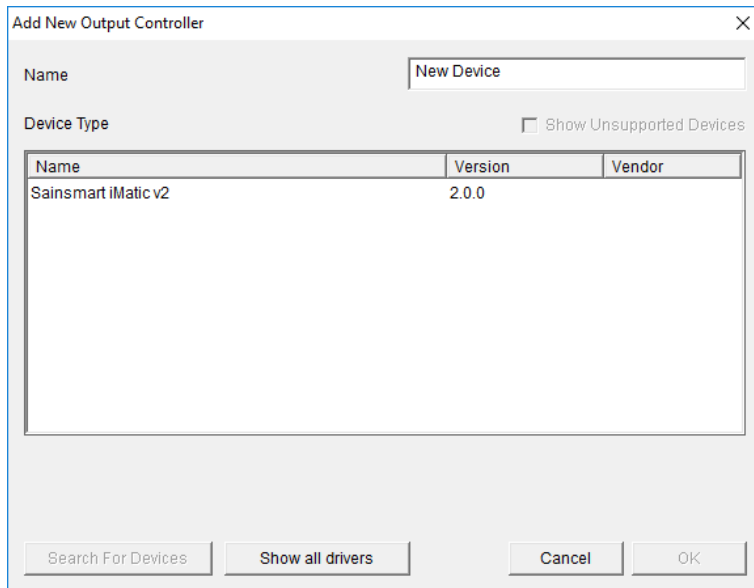 Add New Output Controller
Name New Device
Device Type Show Unsupported Devices
Name Version Vendor
Sainsmart iMatic v2 2.0.0
Search For Devices Show all drivers Cancel OK